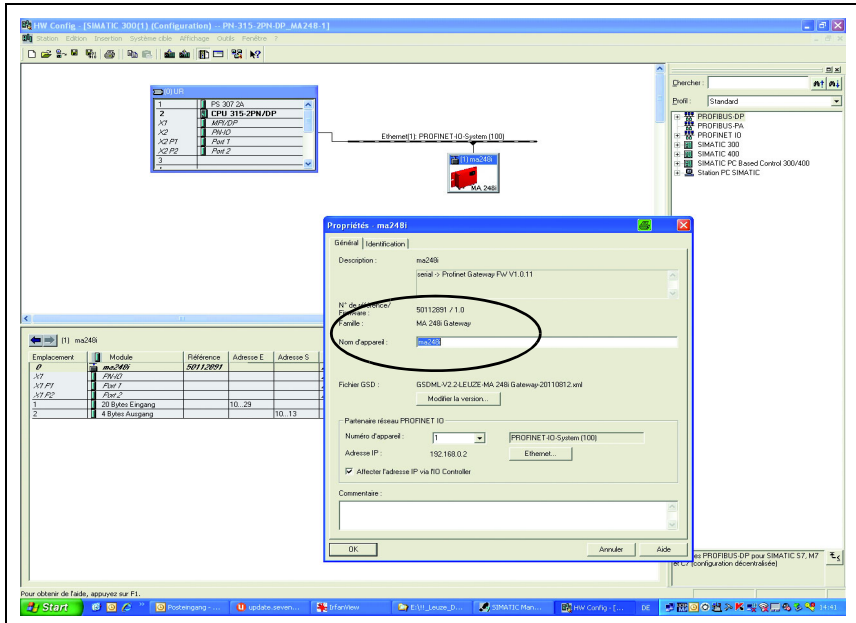 HW Config - [SIMATIC 300(1) (Configuration) -- PN-315-2PN-DP_MA248-1]
Station Edition Insertion Système cible Affichage Outils Fenêtre ?
(0) UR
1 PS 307 2A
2 CPU 315-2PN/DP
X1 MPI/DP
X2 PN-IO
X2 P1 Port 1
X2 P2 Port 2
3
Ethernet(1): PROFINET-IO-System (100)
(1) ma248i
MA 248i
Chercher :
Profil : Standard
PROFIBUS-DP
PROFIBUS-PA
PROFINET IO
SIMATIC 300
SIMATIC 400
SIMATIC PC Based Control 300/400
Station PC SIMATIC
Propriétés - ma248i
Général Identification
Description : ma248i
serial -> Profinet Gateway FW V1.0.11
N° de référence/
Firmware : 50112891 / 1.0
Famille : MA 248i Gateway
Nom d'appareil : ma248i
Fichier GSD : GSDML-V2.2-LEUZE-MA 248i Gateway-20110812.xml
Modifier la version...
Partenaire réseau PROFINET IO
Numéro d'appareil : 1 PROFINET-IO-System (100)
Adresse IP : 192.168.0.2 Ethernet...
Affecter l'adresse IP via l'IO Controller
Commentaire :
OK Annuler Aide
(1) ma248i
Emplacement Module Référence Adresse E Adresse S
0 ma248i 50112891
X1 PN-IO
X1 P1 Port 1
X1 P2 Port 2
1 20 Bytes Eingang 10...29
2 4 Bytes Ausgang 10...13
es PROFIBUS-DP pour SIMATIC S7, M7
et C7 (configuration décentralisée)
Pour obtenir de l'aide, appuyez sur F1.
Start Posteingang - ... update.seven... IrfanView E:\H_Leuze_D... SIMATIC Man... HW Config - [... DE 14:41